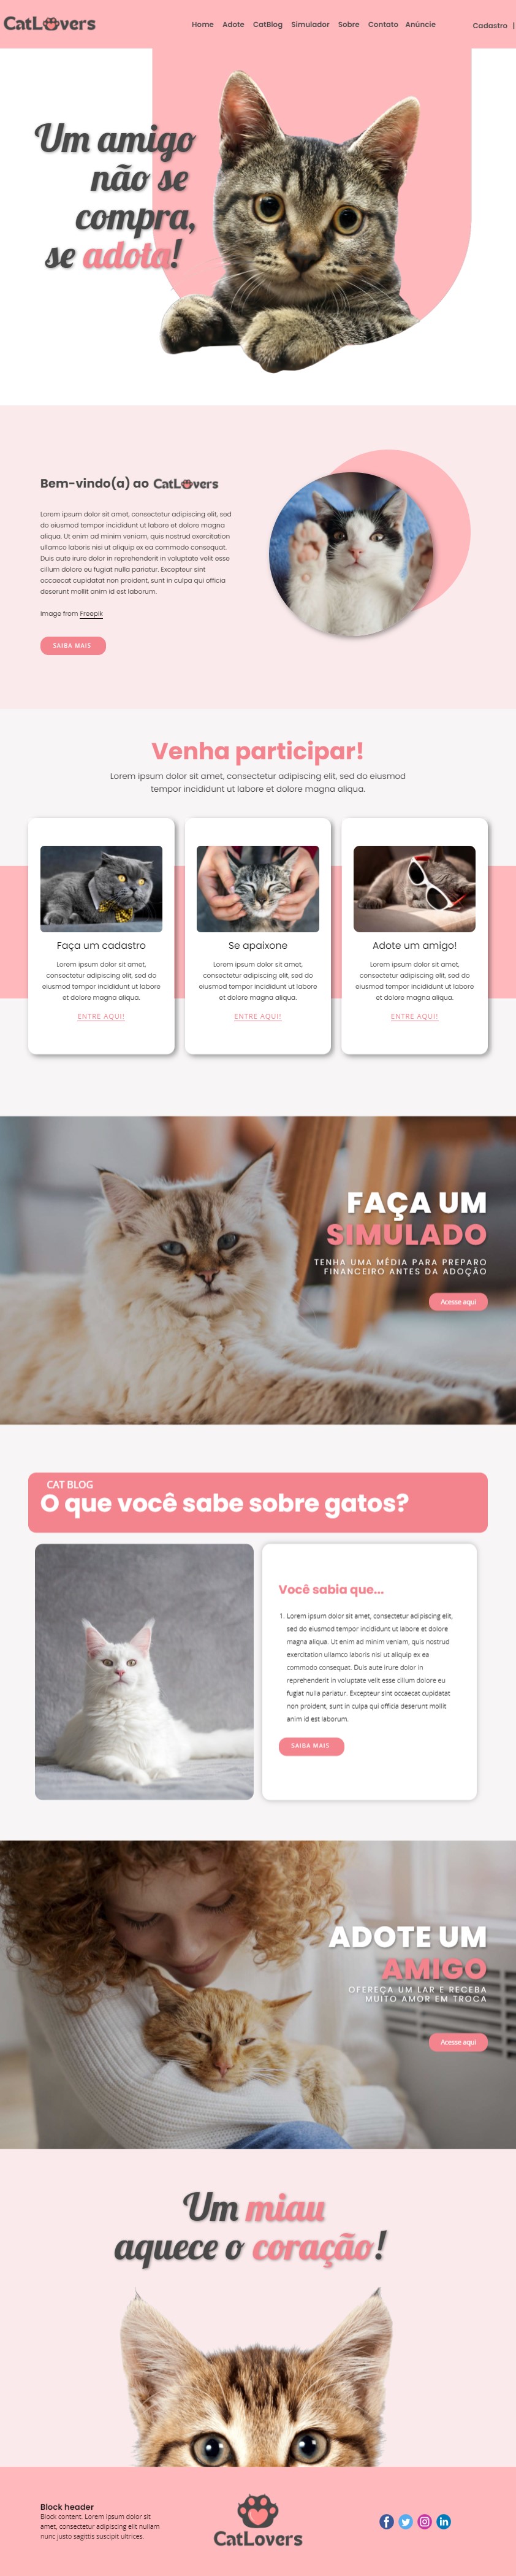 CatLovers
Home Adote CatBlog Simulador Sobre Contato Anúncie Cadastro |
Um amigo
não se
compra,
se adota!
Bem-vindo(a) ao CatLovers
Lorem ipsum dolor sit amet, consectetur adipiscing elit, sed
do eiusmod tempor incididunt ut labore et dolore magna
aliqua. Ut enim ad minim veniam, quis nostrud exercitation
ullamco laboris nisi ut aliquip ex ea commodo consequat.
Duis aute irure dolor in reprehenderit in voluptate velit esse
cillum dolore eu fugiat nulla pariatur. Excepteur sint
occaecat cupidatat non proident, sunt in culpa qui officia
deserunt mollit anim id est laborum.
Image from Freepik
SAIBA MAIS
Venha participar!
Lorem ipsum dolor sit amet, consectetur adipiscing elit, sed do eiusmod
tempor incididunt ut labore et dolore magna aliqua.
Faça um cadastro
Lorem ipsum dolor sit amet,
consectetur adipiscing elit, sed do
eiusmod tempor incididunt ut labore
et dolore magna aliqua.
ENTRE AQUI!
Se apaixone
Lorem ipsum dolor sit amet,
consectetur adipiscing elit, sed do
eiusmod tempor incididunt ut labore
et dolore magna aliqua.
ENTRE AQUI!
Adote um amigo!
Lorem ipsum dolor sit amet,
consectetur adipiscing elit, sed do
eiusmod tempor incididunt ut labore
et dolore magna aliqua.
ENTRE AQUI!
FAÇA UM
SIMULADO
TENHA UMA MÉDIA PARA PREPARO
FINANCEIRO ANTES DA ADOÇÃO
Acesse aqui
CAT BLOG
O que você sabe sobre gatos?
Você sabia que...
1. Lorem ipsum dolor sit amet, consectetur adipiscing elit,
sed do eiusmod tempor incididunt ut labore et dolore
magna aliqua. Ut enim ad minim veniam, quis nostrud
exercitation ullamco laboris nisi ut aliquip ex ea
commodo consequat. Duis aute irure dolor in
reprehenderit in voluptate velit esse cillum dolore eu
fugiat nulla pariatur. Excepteur sint occaecat cupidatat
non proident, sunt in culpa qui officia deserunt mollit
anim id est laborum.
SAIBA MAIS
ADOTE UM
AMIGO
OFEREÇA UM LAR E RECEBA
MUITO AMOR EM TROCA
Acesse aqui
Um miau
aquece o coração!
Block header
Block content. Lorem ipsum dolor sit
amet, consectetur adipiscing elit nullam
nunc justo sagittis suscipit ultrices.
CatLovers